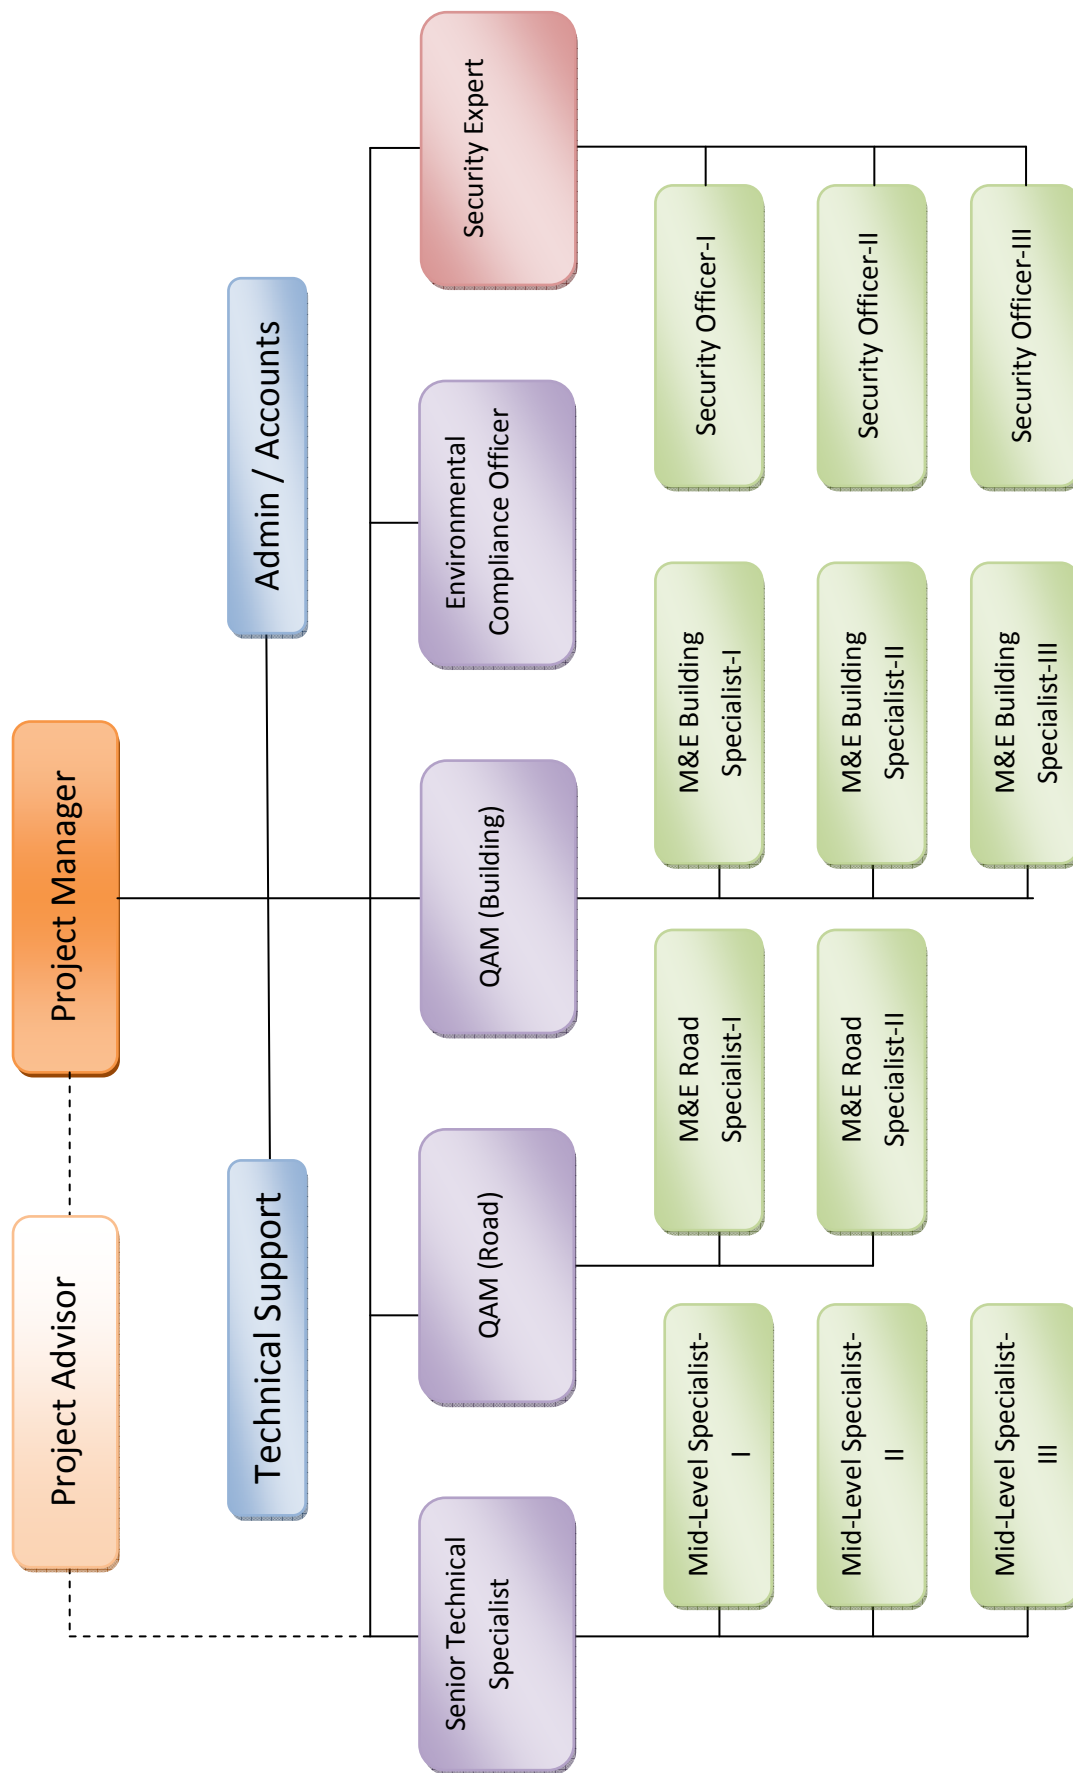 Project Advisor
Project Manager
Technical Support
Admin / Accounts
Senior Technical
Specialist
QAM (Road)
QAM (Building)
Environmental
Compliance Officer
Security Expert
Mid-Level Specialist-
I
M&E Road
Specialist-I
M&E Building
Specialist-I
Security Officer-I
Mid-Level Specialist-
II
M&E Road
Specialist-II
M&E Building
Specialist-II
Security Officer-II
Mid-Level Specialist-
III
M&E Building
Specialist-III
Security Officer-III